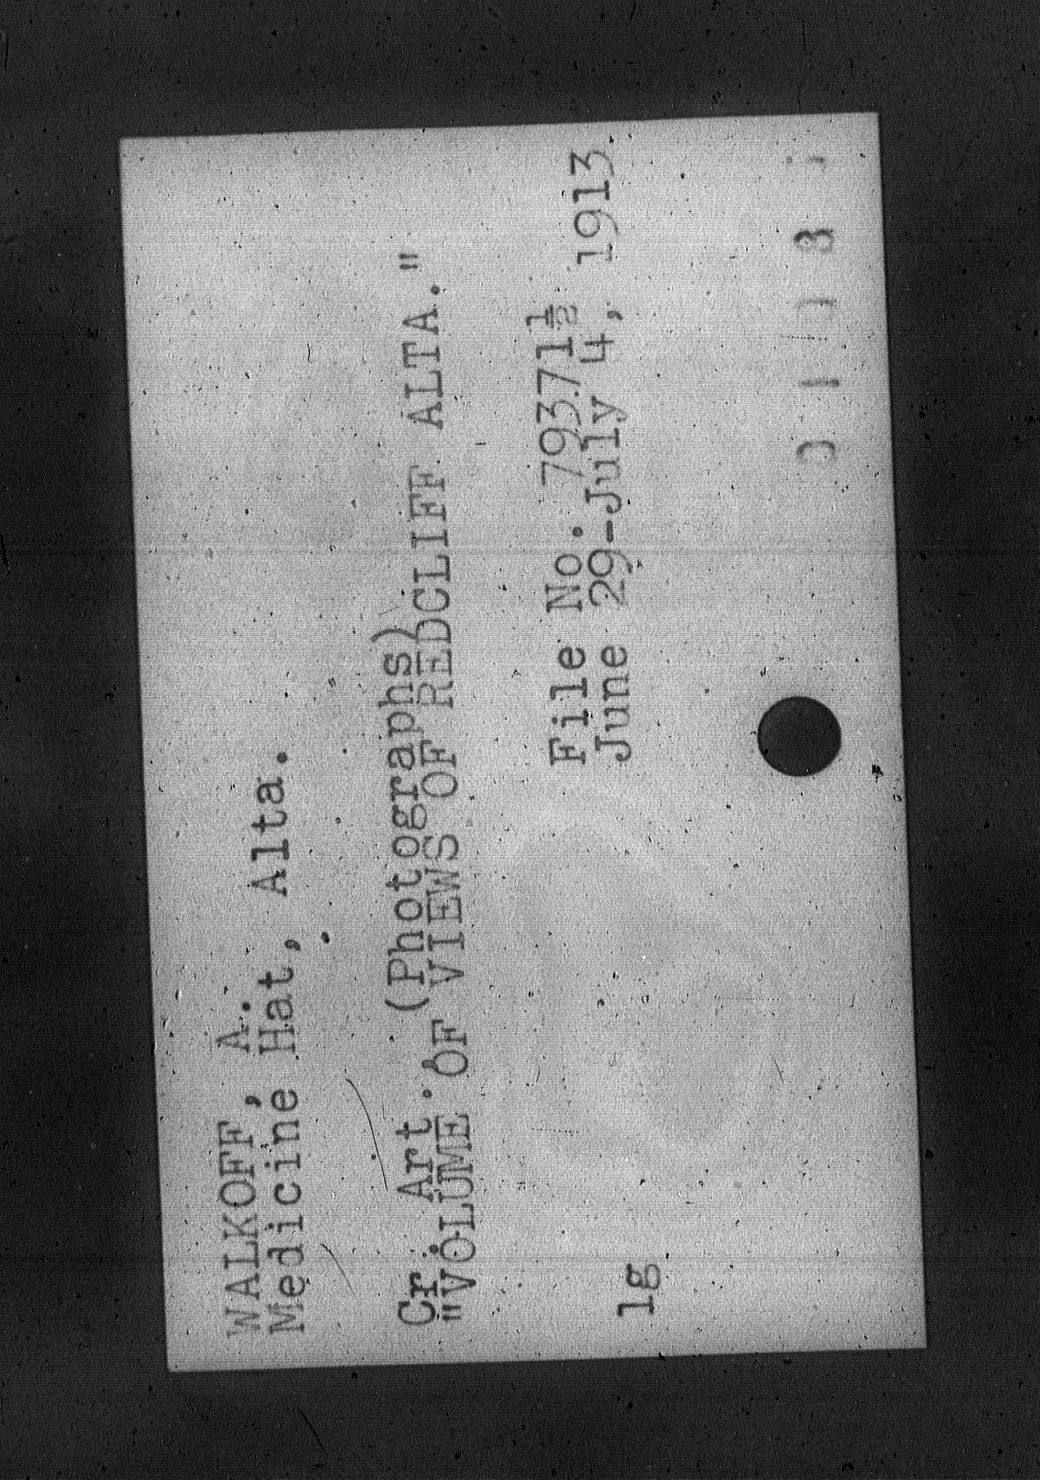 WALKOFF, A.
Medicine Hat, Alta.
Cr. Art., (Photographs)
"VOLUME OF VIEWS OF REDCLIFF ALTA."
File No. 79371½
June 29-July 4, 1913
lg